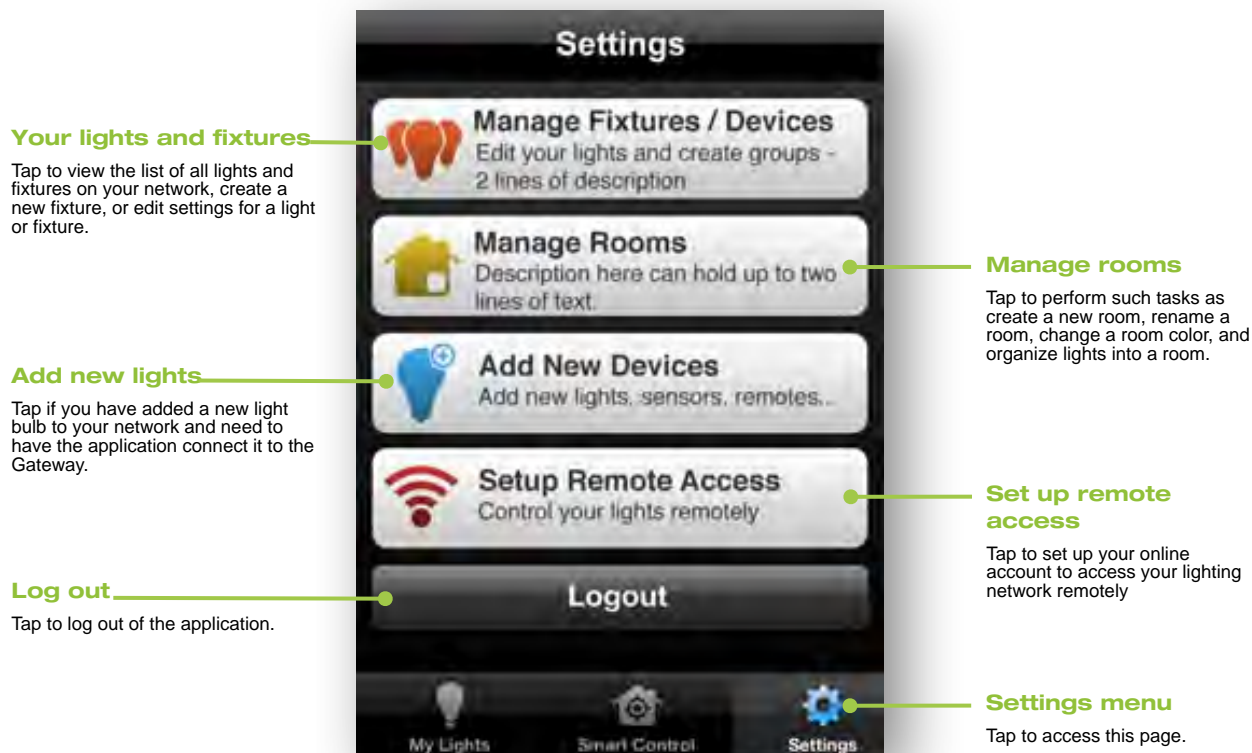 Settings
Your lights and fixtures
Tap to view the list of all lights and
fixtures on your network, create a
new fixture, or edit settings for a light
or fixture.
Manage Fixtures / Devices
Edit your lights and create groups -
2 lines of description
Manage Rooms
Description here can hold up to two
lines of text.
Manage rooms
Tap to perform such tasks as
create a new room, rename a
room, change a room color, and
organize lights into a room.
Add new lights
Tap if you have added a new light
bulb to your network and need to
have the application connect it to the
Gateway.
Add New Devices
Add new lights, sensors, remotes...
Setup Remote Access
Control your lights remotely
Set up remote
access
Tap to set up your online
account to access your lighting
network remotely
Log out
Tap to log out of the application.
Logout
My Lights
Smart Control
Settings
Settings menu
Tap to access this page.